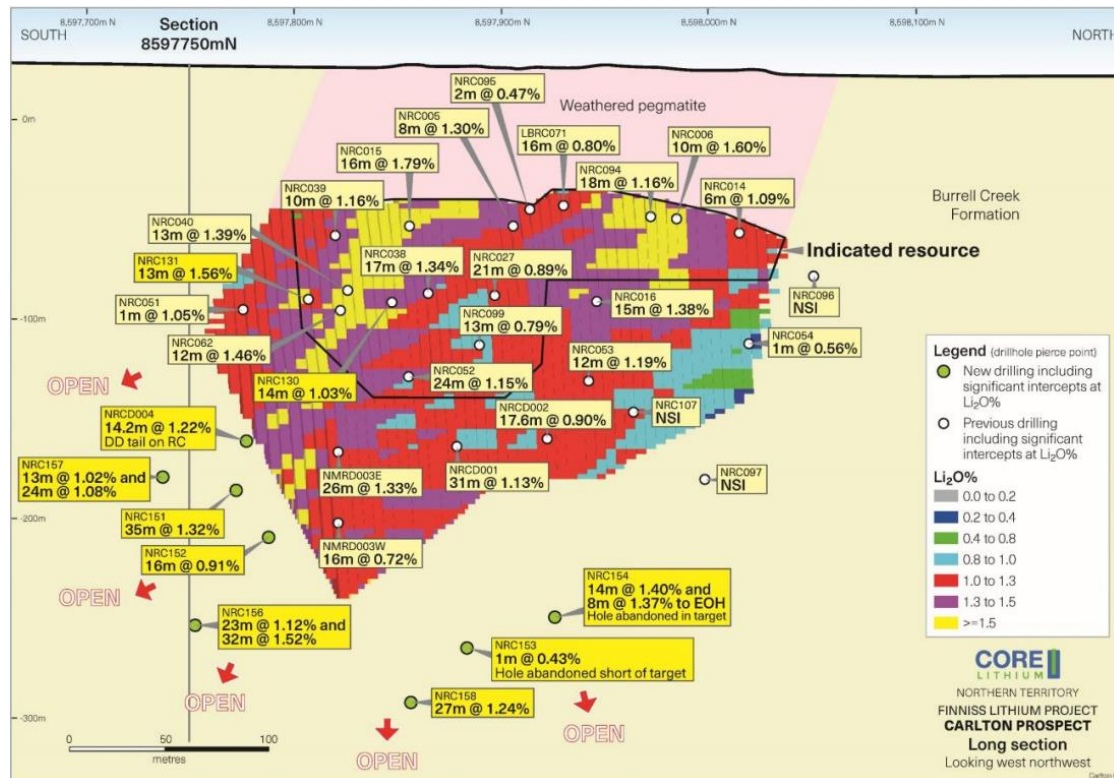 8,597,700m N
8,597,800m N
8,597,900m N
8,598,000m N
8,598,100m N
SOUTH
Section
8597750mN
NORTH
NRC095
2m @ 0.47%
Weathered pegmatite
NRC005
8m @ 1.30%
LBRC071
16m @ 0.80%
NRC006
10m @ 1.60%
0m
NRC015
16m @ 1.79%
NRC094
18m @ 1.16%
NRC014
6m @ 1.09%
NRC039
10m @ 1.16%
Burrell Creek
Formation
NRC040
13m @ 1.39%
NRC038
17m @ 1.34%
NRC027
21m @ 0.89%
Indicated resource
NRC131
13m @ 1.56%
NRC096
NSI
NRC051
1m @ 1.05%
NRC016
15m @ 1.38%
-100m
NRC099
13m @ 0.79%
NRC054
1m @ 0.56%
NRC062
12m @ 1.46%
NRC053
12m @ 1.19%
NRC130
14m @ 1.03%
NRC052
24m @ 1.15%
OPEN
NRCD004
14.2m @ 1.22%
DD tail on RC
NRCD002
17.6m @ 0.90%
NRC107
NSI
NRC157
13m @ 1.02% and
24m @ 1.08%
NMRD003E
26m @ 1.33%
NRCD001
31m @ 1.13%
NRC097
NSI
-200m
NRC151
35m @ 1.32%
NRC152
16m @ 0.91%
NMRD003W
16m @ 0.72%
OPEN
NRC154
14m @ 1.40% and
8m @ 1.37% to EOH
Hole abandoned in target
NRC156
23m @ 1.12% and
32m @ 1.52%
NRC153
1m @ 0.43%
Hole abandoned short of target
OPEN
NRC158
27m @ 1.24%
-300m
OPEN
OPEN
0 50 100
metres
Legend (drillhole pierce point)
New drilling including
significant intercepts at
Li₂O%
Previous drilling
including significant
intercepts at Li₂O%
Li₂O%
0.0 to 0.2
0.2 to 0.4
0.4 to 0.8
0.8 to 1.0
1.0 to 1.3
1.3 to 1.5
>=1.5
CORE
LITHIUM
NORTHERN TERRITORY
FINNISS LITHIUM PROJECT
CARLTON PROSPECT
Long section
Looking west northwest